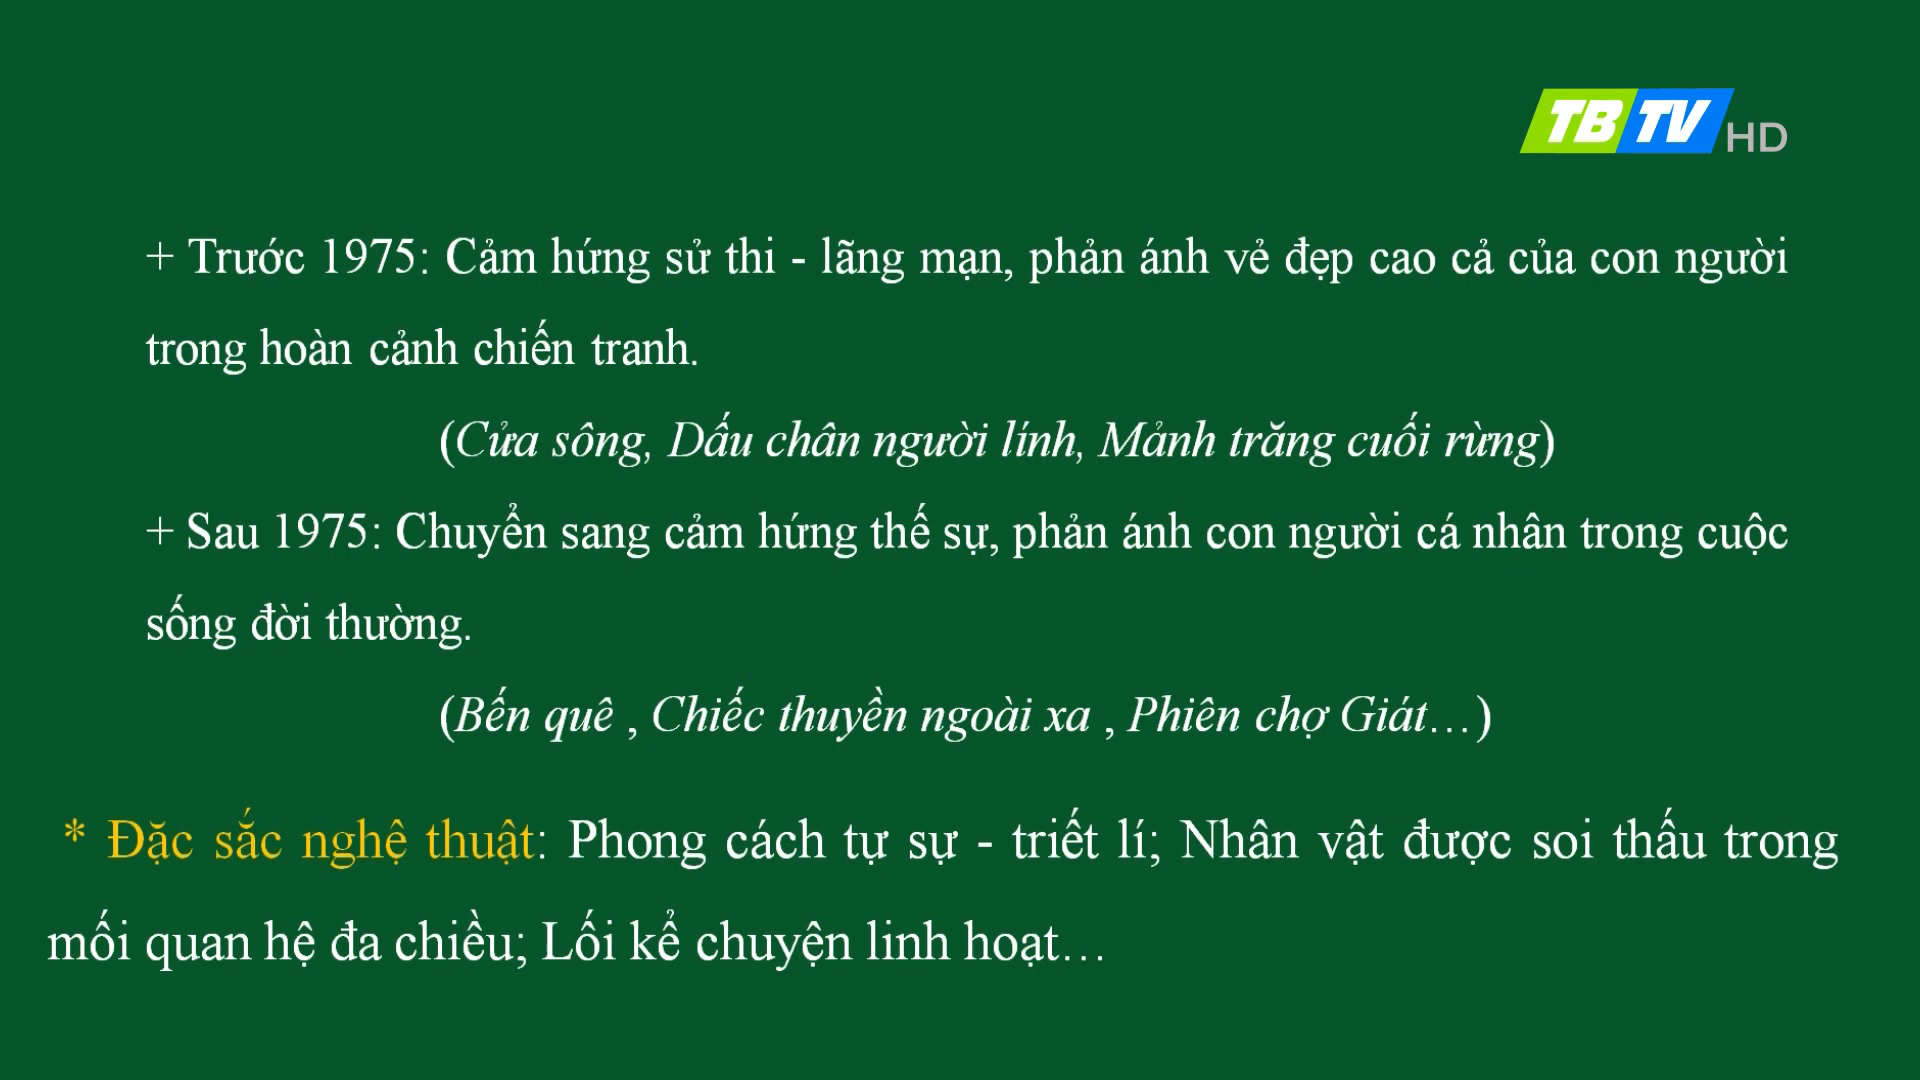 TBTV HD
+ Trước 1975: Cảm hứng sử thi - lãng mạn, phản ánh vẻ đẹp cao cả của con người
trong hoàn cảnh chiến tranh.
(Cửa sông, Dấu chân người lính, Mảnh trăng cuối rừng)
+ Sau 1975: Chuyển sang cảm hứng thế sự, phản ánh con người cá nhân trong cuộc
sống đời thường.
(Bến quê , Chiếc thuyền ngoài xa , Phiên chợ Giát…)
* Đặc sắc nghệ thuật: Phong cách tự sự - triết lí; Nhân vật được soi thấu trong
mối quan hệ đa chiều; Lối kể chuyện linh hoạt…